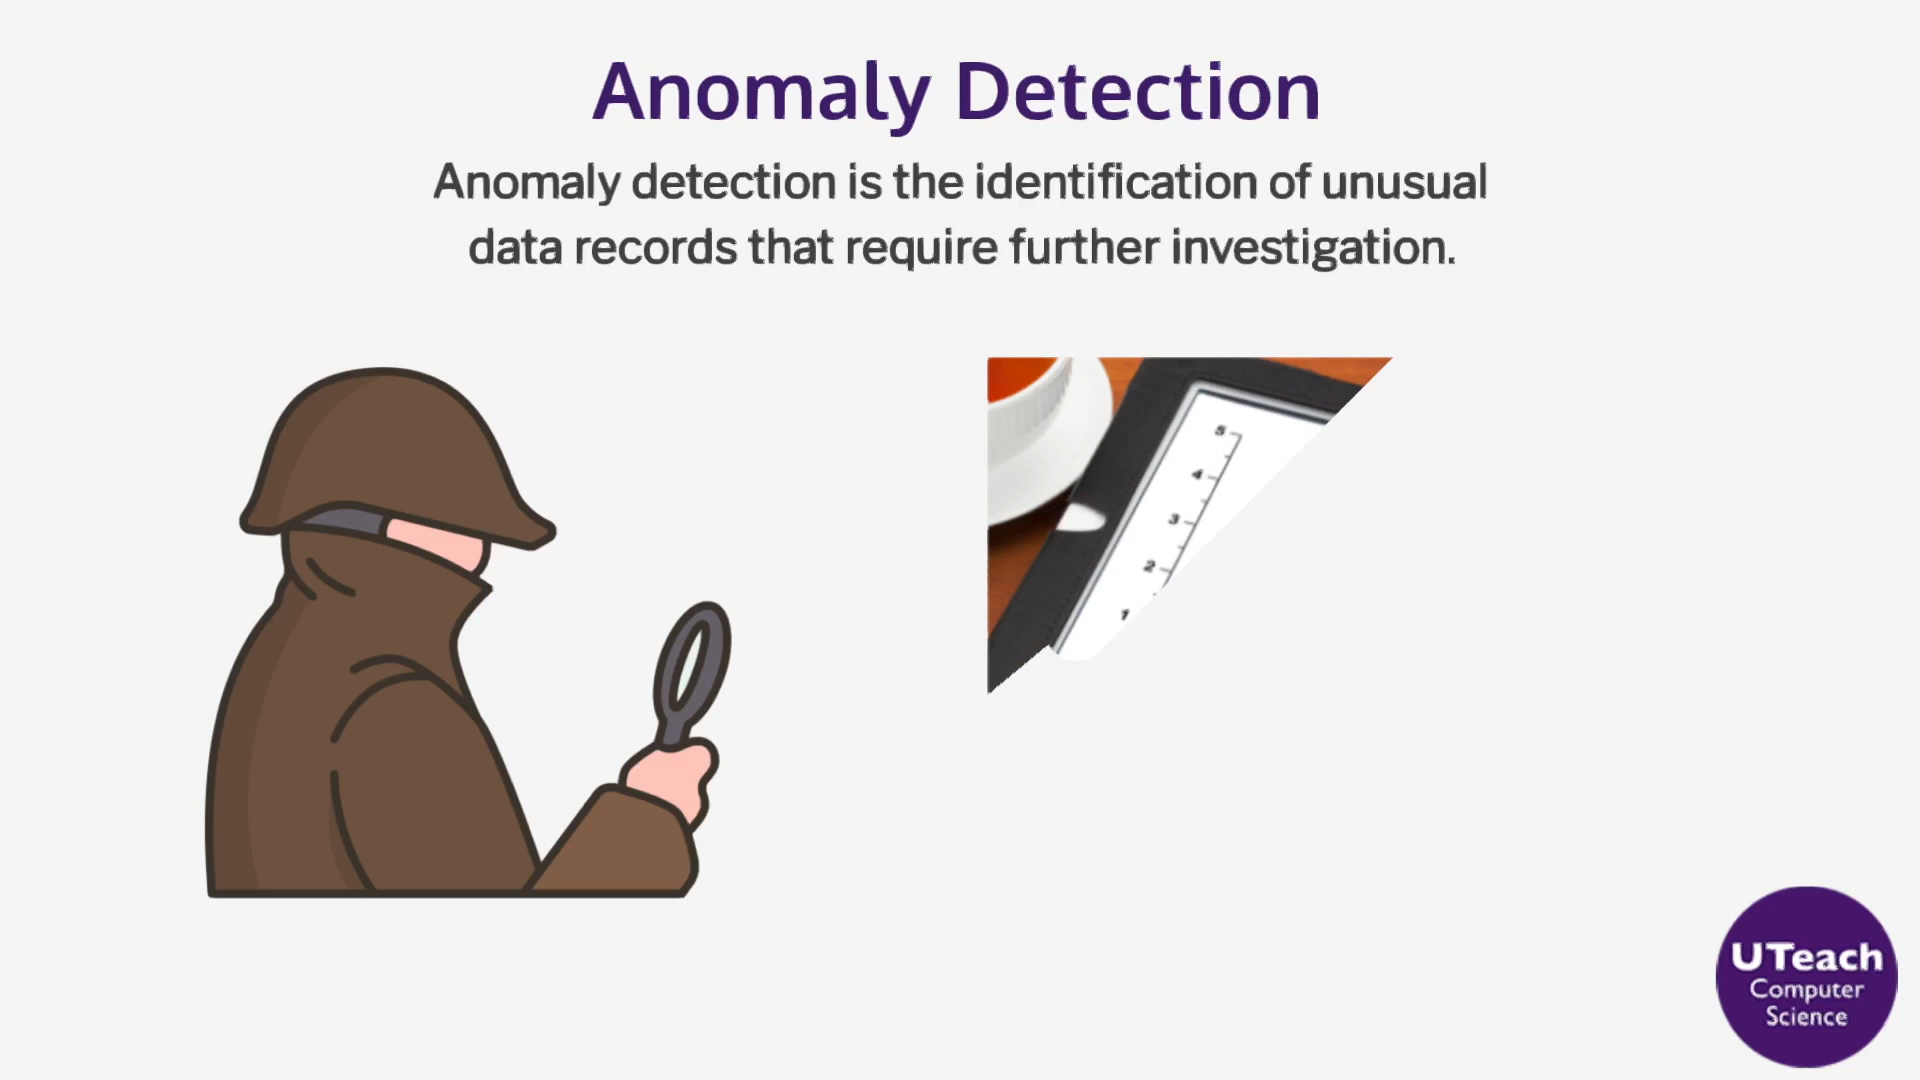 Anomaly Detection
Anomaly detection is the identification of unusual
data records that require further investigation.
5
4
3
2
1
UTeach
Computer
Science